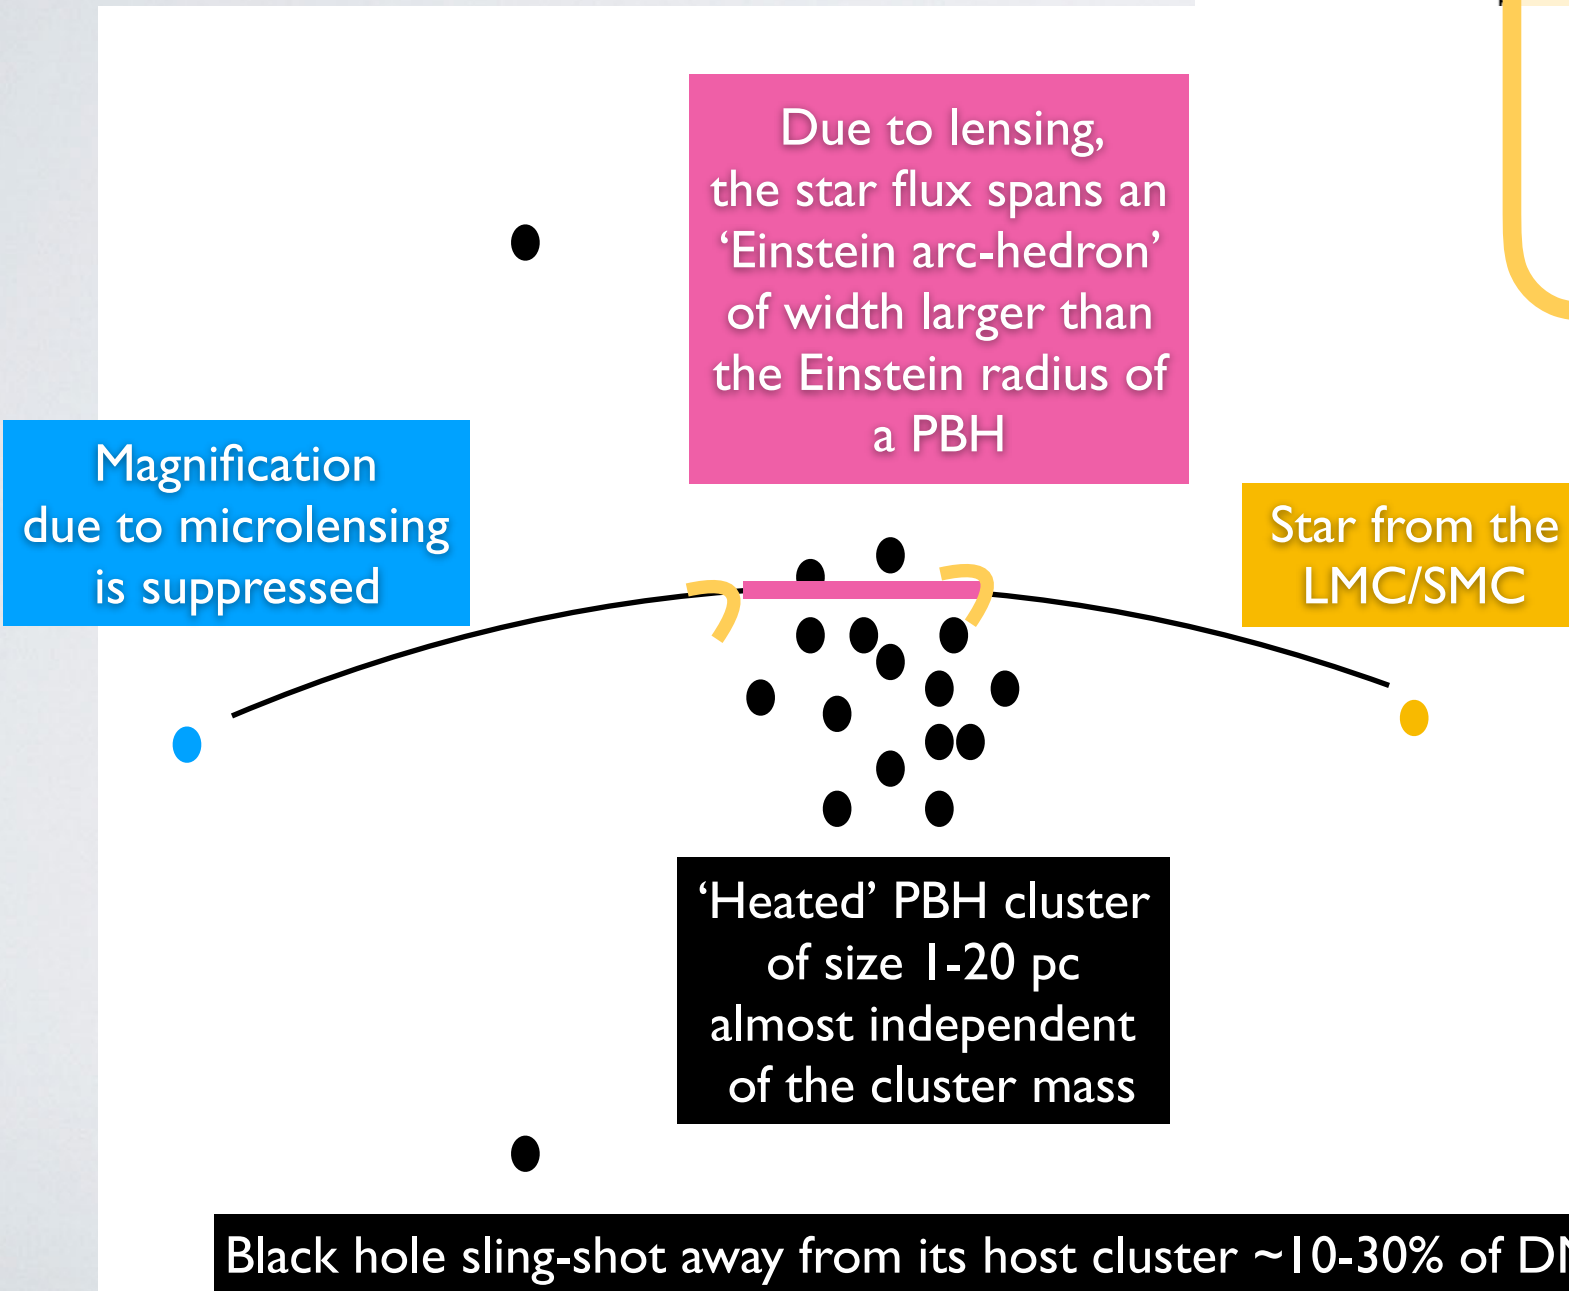 Due to lensing,
the star flux spans an
‘Einstein arc-hedron’
of width larger than
the Einstein radius of
a PBH
Magnification
due to microlensing
is suppressed
Star from the
LMC/SMC
‘Heated’ PBH cluster
of size 1-20 pc
almost independent
of the cluster mass
Black hole sling-shot away from its host cluster ~10-30% of